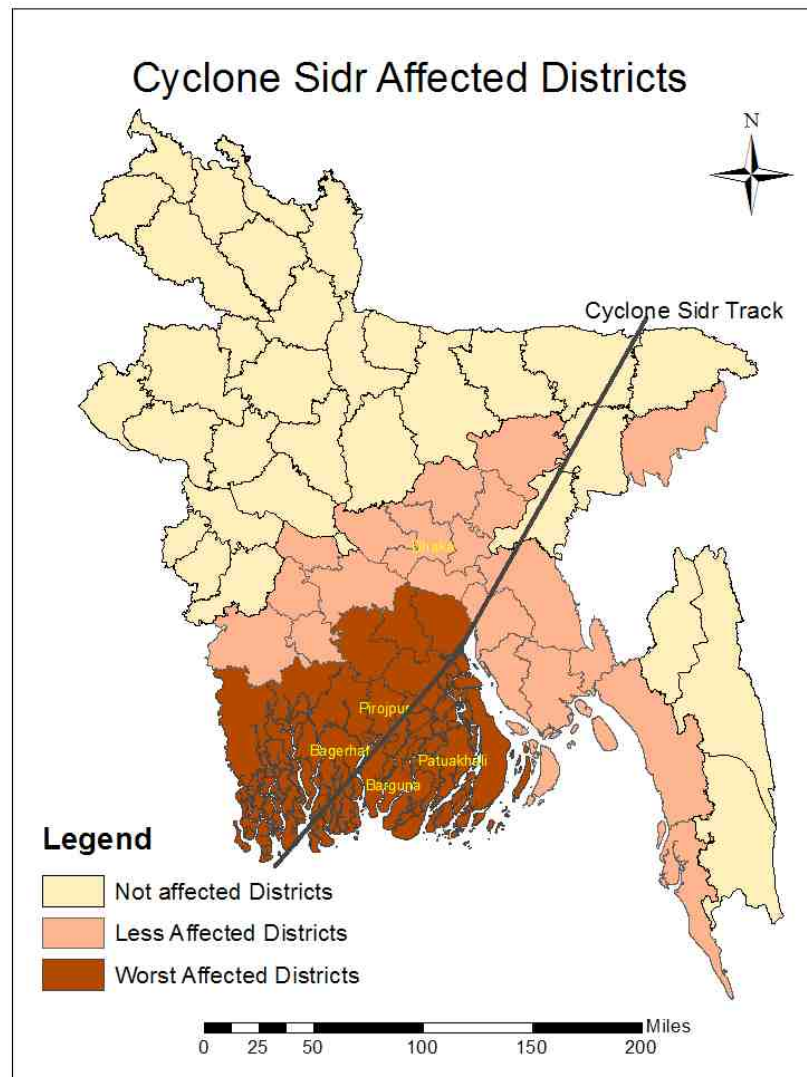 Cyclone Sidr Affected Districts
N
Cyclone Sidr Track
Dhaka
Pirojpur
Bagerhat
Patuakhali
Barguna
Legend
Not affected Districts
Less Affected Districts
Worst Affected Districts
Miles
0 25 50 100 150 200